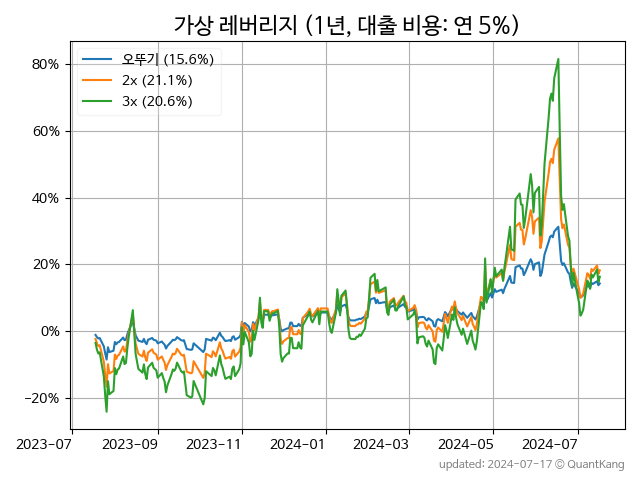 가상 레버리지 (1년, 대출 비용: 연 5%)
오뚜기 (15.6%)
2x (21.1%)
3x (20.6%)
80%
60%
40%
20%
0%
−20%
2023-07 2023-09 2023-11 2024-01 2024-03 2024-05 2024-07
updated: 2024-07-17 © QuantKang